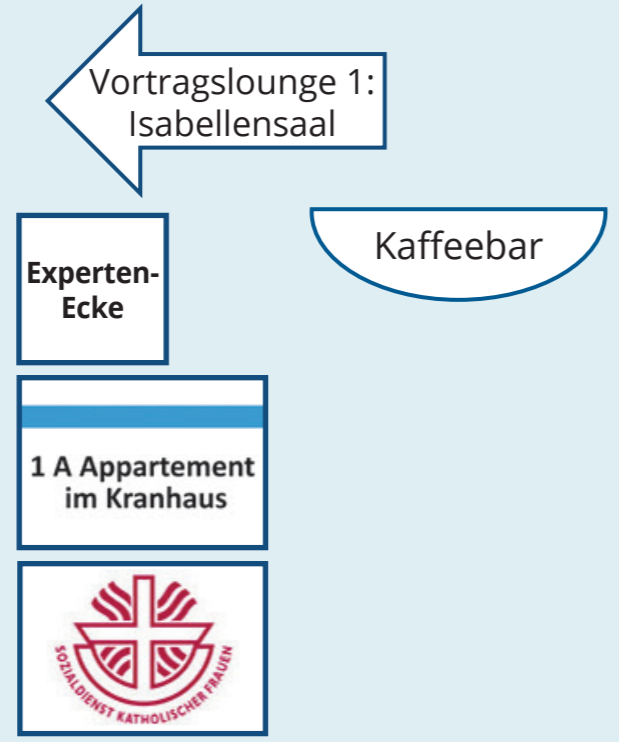 Vortragslounge 1:
Isabellensaal
Kaffeebar
Experten-
Ecke
1 A Appartement
im Kranhaus
SOZIALDIENST KATHOLISCHER FRAUEN